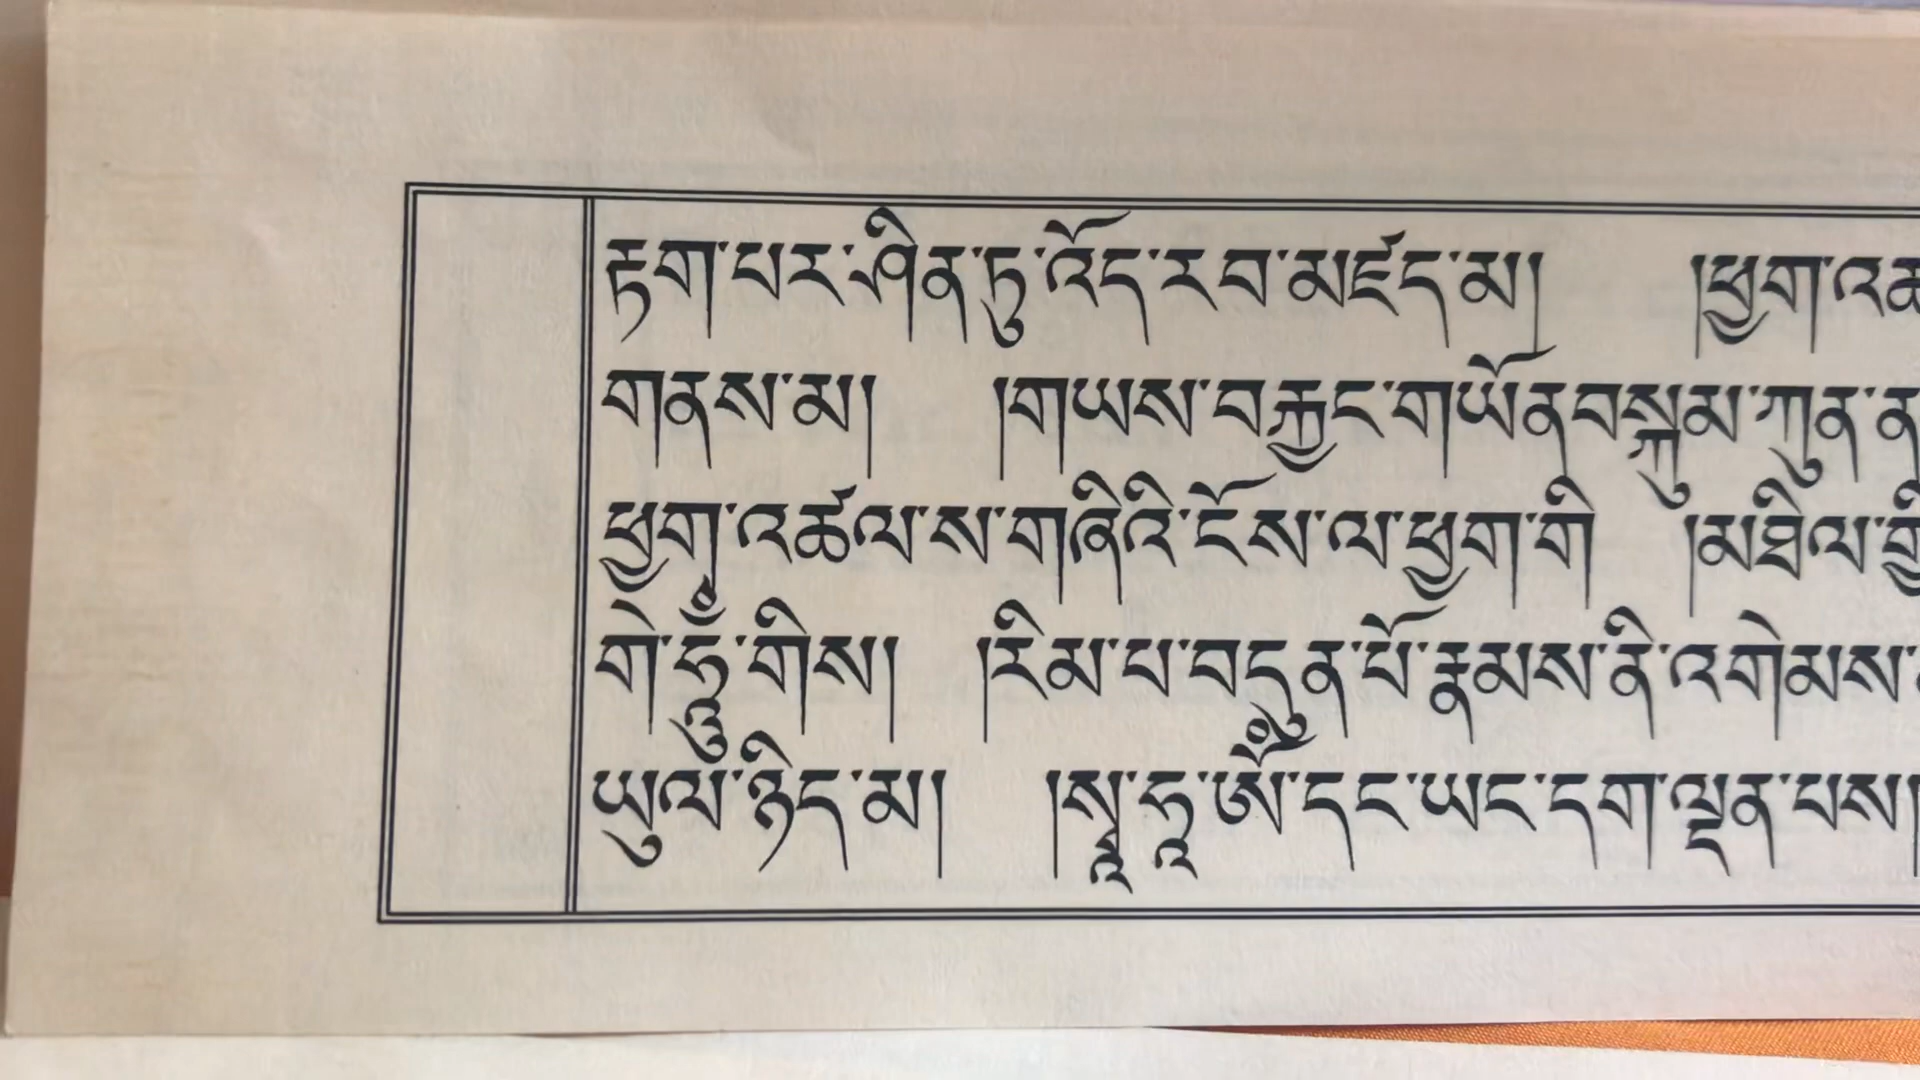 རྟག་པར་ཤིན་ཏུ་འོད་རབ་མཛད་མ། །ཕྱག་འཚ
གནས་མ། །གཡས་བརྐྱང་གཡོན་བསྐུམ་ཀུན་ན
ཕྱག་འཚལ་ས་གཞིའི་ངོས་ལ་ཕྱག་གི །མཐིལ་གྱི
གེ་ཧཱུྃ་གིས། །རིམ་པ་བདུན་པོ་རྣམས་ནི་འགེམས་
ཡུལ་ཉིད་མ། །སྭཱ་ཧཱ་ཨོཾ་དང་ཡང་དག་ལྡན་པས།